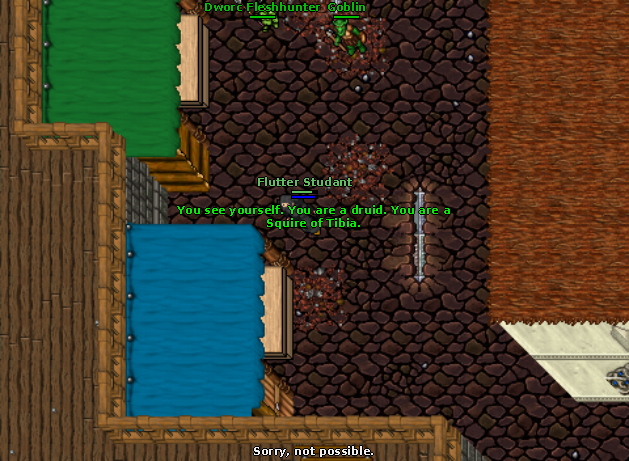 Dworc Fleshhunter Goblin
Flutter Studant
You see yourself. You are a druid. You are a
Squire of Tibia.
Sorry, not possible.